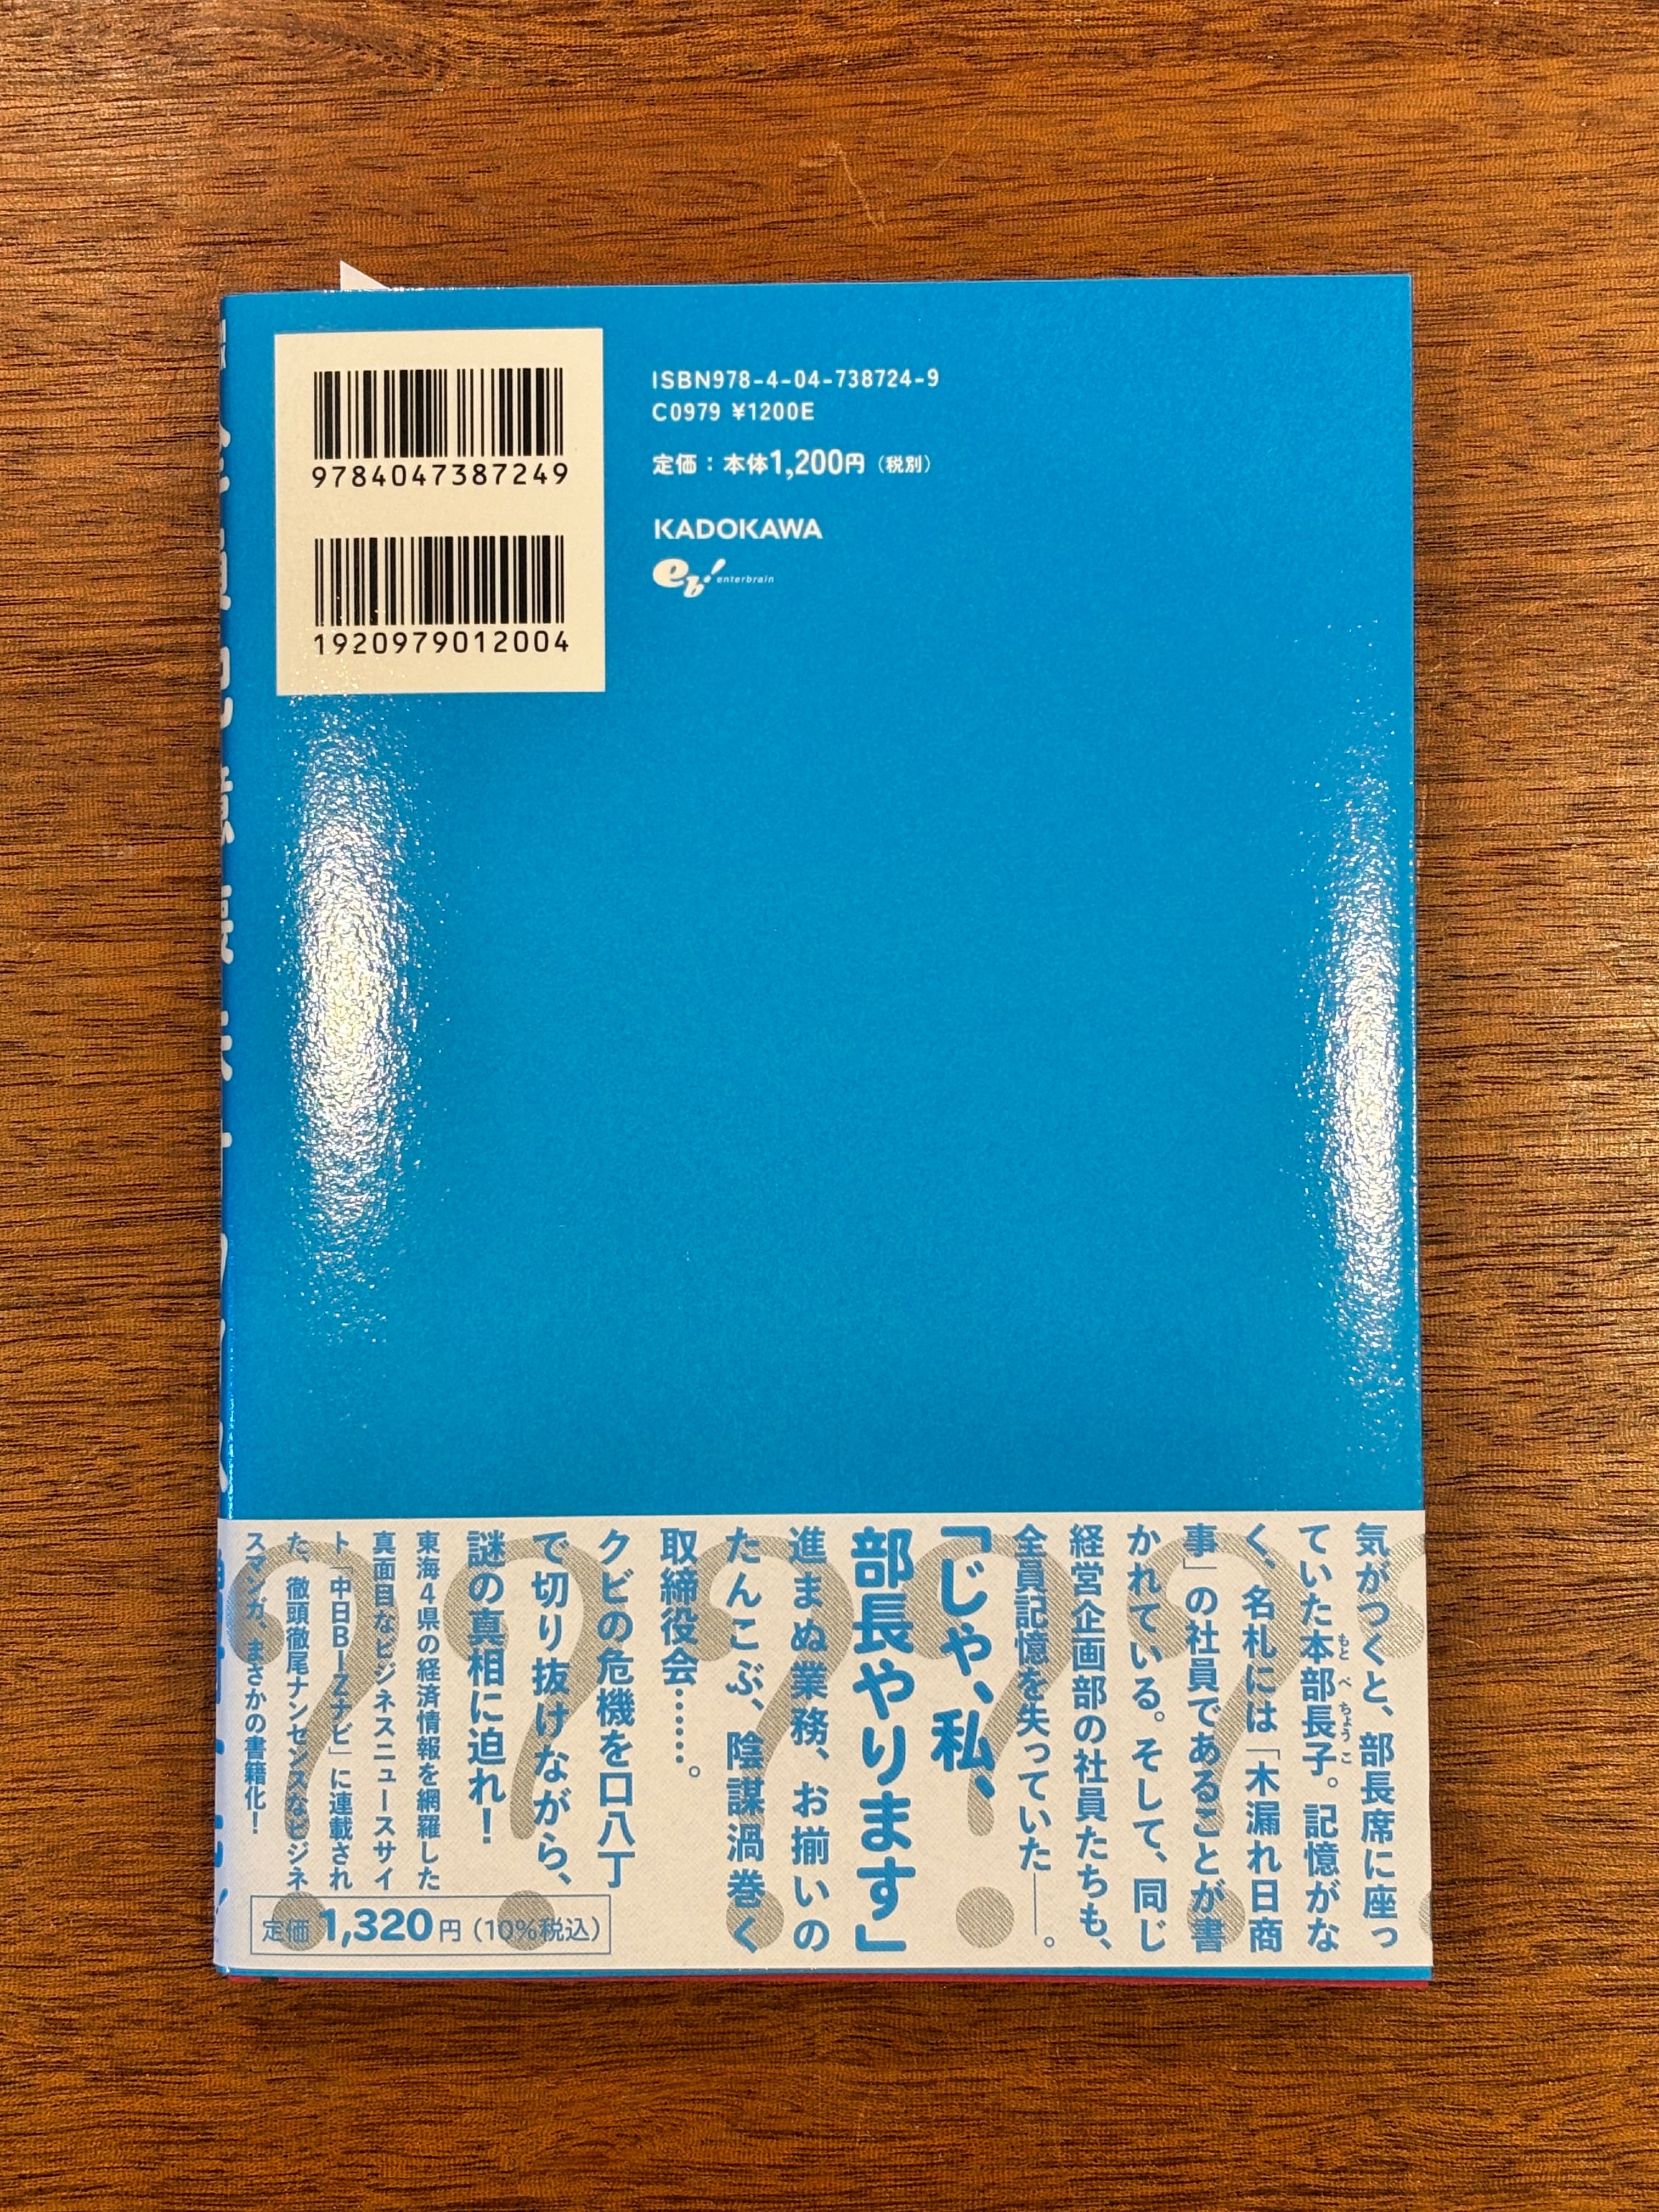 9784047387249
1920979012004
ISBN978-4-04-738724-9
C0979 ¥1200E
定価：本体1,200円（税別）
KADOKAWA
eb! enterbrain
気がつくと、部長席に座っ
ていた本部長子。記憶がな
もとべちょうこ
く、名札には「木漏れ日商
事」の社員であることが書
かれている。そして、同じ
経営企画部の社員たちも、
全員記憶を失っていた――。
「じゃ、私、
部長やります」
進まぬ業務、お揃いの
たんこぶ、陰謀渦巻く
取締役会……。
クビの危機を口八丁
で切り抜けながら、
謎の真相に迫れ！
東海4県の経済情報を網羅した
真面目なビジネスニュースサイ
ト「中日BIZナビ」に連載され
た、徹頭徹尾ナンセンスなビジネ
スマンガ、まさかの書籍化！
定価 1,320円（10%税込）